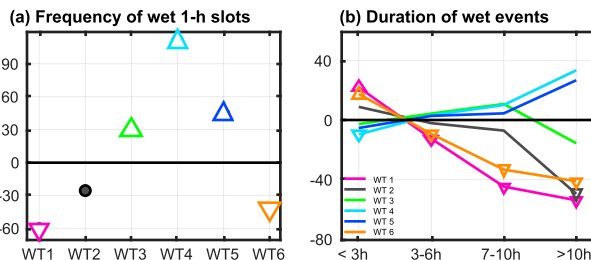 (a) Frequency of wet 1-h slots
90
60
30
0
-30
-60
WT1 WT2 WT3 WT4 WT5 WT6
(b) Duration of wet events
40
0
-40
-80
WT 1
WT 2
WT 3
WT 4
WT 5
WT 6
< 3h 3-6h 7-10h >10h